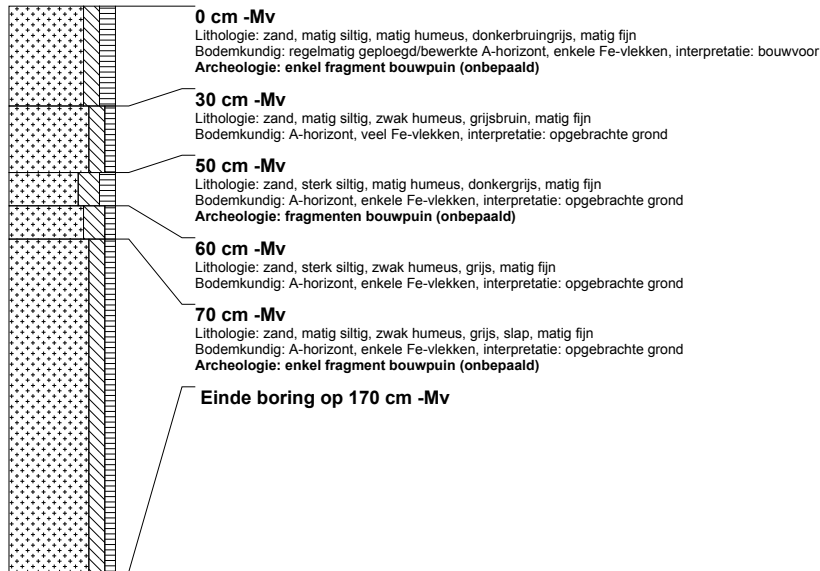 0 cm -Mv
Lithologie: zand, matig siltig, matig humeus, donkerbruingrijs, matig fijn
Bodemkundig: regelmatig geploegd/bewerkte A-horizont, enkele Fe-vlekken, interpretatie: bouwvoor
Archeologie: enkel fragment bouwpuin (onbepaald)
30 cm -Mv
Lithologie: zand, matig siltig, zwak humeus, grijsbruin, matig fijn
Bodemkundig: A-horizont, veel Fe-vlekken, interpretatie: opgebrachte grond
50 cm -Mv
Lithologie: zand, sterk siltig, matig humeus, donkergrijs, matig fijn
Bodemkundig: A-horizont, enkele Fe-vlekken, interpretatie: opgebrachte grond
Archeologie: fragmenten bouwpuin (onbepaald)
60 cm -Mv
Lithologie: zand, sterk siltig, zwak humeus, grijs, matig fijn
Bodemkundig: A-horizont, enkele Fe-vlekken, interpretatie: opgebrachte grond
70 cm -Mv
Lithologie: zand, matig siltig, zwak humeus, grijs, slap, matig fijn
Bodemkundig: A-horizont, enkele Fe-vlekken, interpretatie: opgebrachte grond
Archeologie: enkel fragment bouwpuin (onbepaald)
Einde boring op 170 cm -Mv